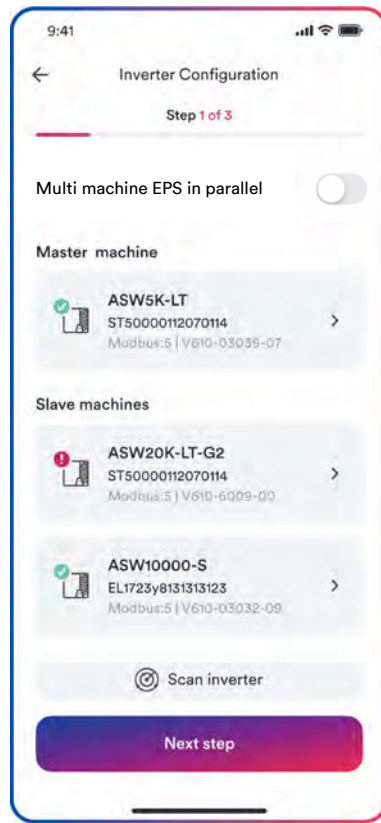 9:41
Inverter Configuration
Step 1 of 3
Multi machine EPS in parallel
Master machine
ASW5K-LT
ST50000112070114
Modbus:5 | V610-03039-07
Slave machines
ASW20K-LT-G2
ST50000112070114
Modbus:5 | V610-6009-00
ASW10000-S
EL1723y8131313123
Modbus:5 | V610-03032-09
Scan inverter
Next step